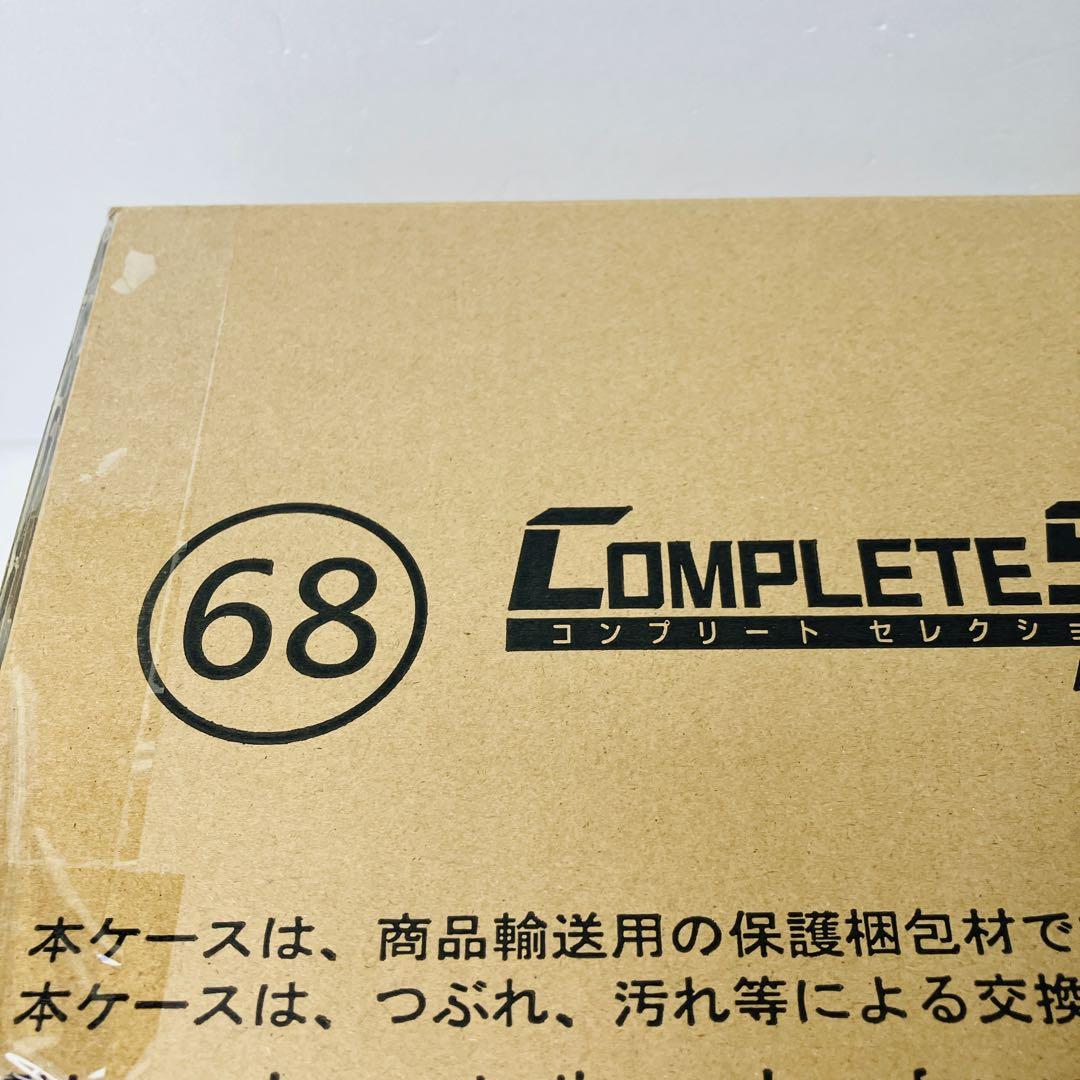 68
COMPLETE
コンプリート セレクショ
本ケースは、商品輸送用の保護梱包材で
本ケースは、つぶれ、汚れ等による交換